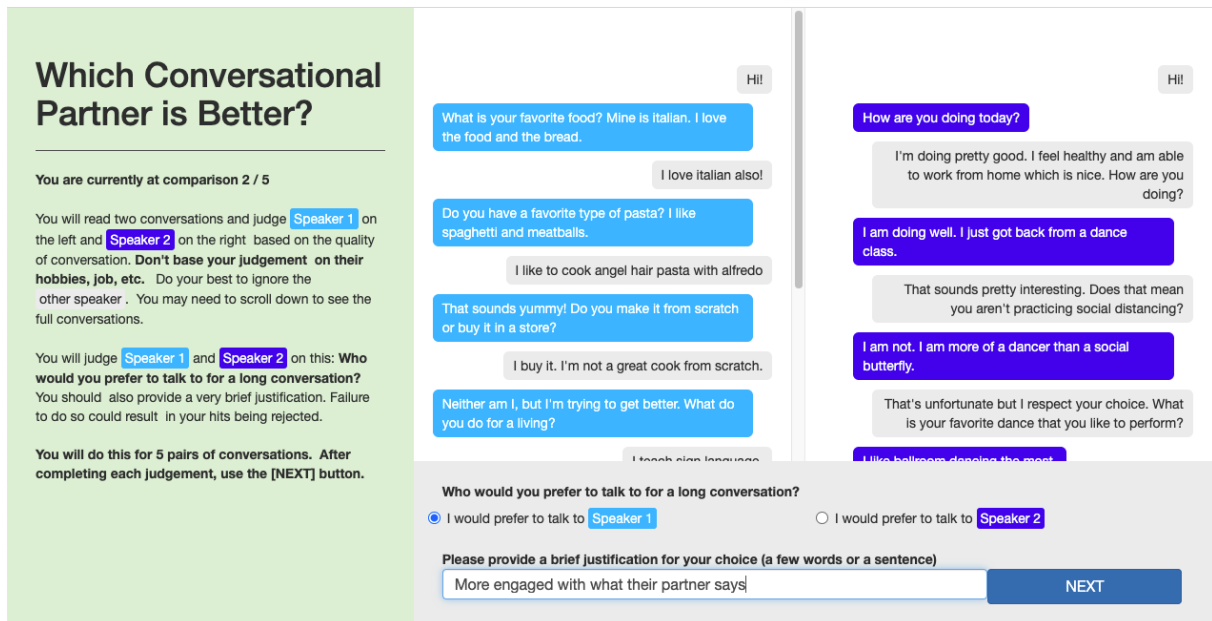 Which Conversational
Partner is Better?
You are currently at comparison 2 / 5
You will read two conversations and judge Speaker 1 on
the left and Speaker 2 on the right based on the quality
of conversation. Don't base your judgement on their
hobbies, job, etc. Do your best to ignore the
other speaker . You may need to scroll down to see the
full conversations.
You will judge Speaker 1 and Speaker 2 on this: Who
would you prefer to talk to for a long conversation?
You should also provide a very brief justification. Failure
to do so could result in your hits being rejected.
You will do this for 5 pairs of conversations. After
completing each judgement, use the [NEXT] button.
Hi!
What is your favorite food? Mine is italian. I love
the food and the bread.
I love italian also!
Do you have a favorite type of pasta? I like
spaghetti and meatballs.
I like to cook angel hair pasta with alfredo
That sounds yummy! Do you make it from scratch
or buy it in a store?
I buy it. I'm not a great cook from scratch.
Neither am I, but I'm trying to get better. What do
you do for a living?
I teach sign language.
Hi!
How are you doing today?
I'm doing pretty good. I feel healthy and am able
to work from home which is nice. How are you
doing?
I am doing well. I just got back from a dance
class.
That sounds pretty interesting. Does that mean
you aren't practicing social distancing?
I am not. I am more of a dancer than a social
butterfly.
That's unfortunate but I respect your choice. What
is your favorite dance that you like to perform?
I like ballroom dancing the most.
Who would you prefer to talk to for a long conversation?
I would prefer to talk to Speaker 1
I would prefer to talk to Speaker 2
Please provide a brief justification for your choice (a few words or a sentence)
More engaged with what their partner says
NEXT